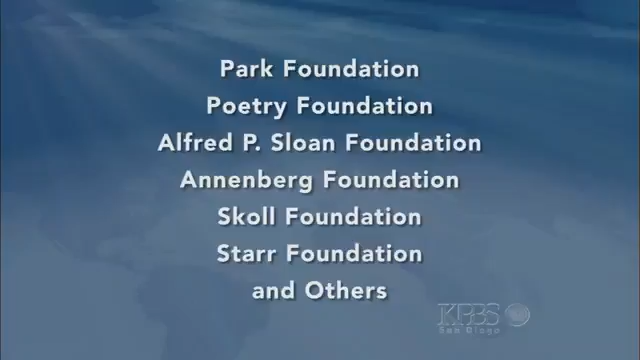 Park Foundation
Poetry Foundation
Alfred P. Sloan Foundation
Annenberg Foundation
Skoll Foundation
Starr Foundation
and Others
KPBS
San Diego